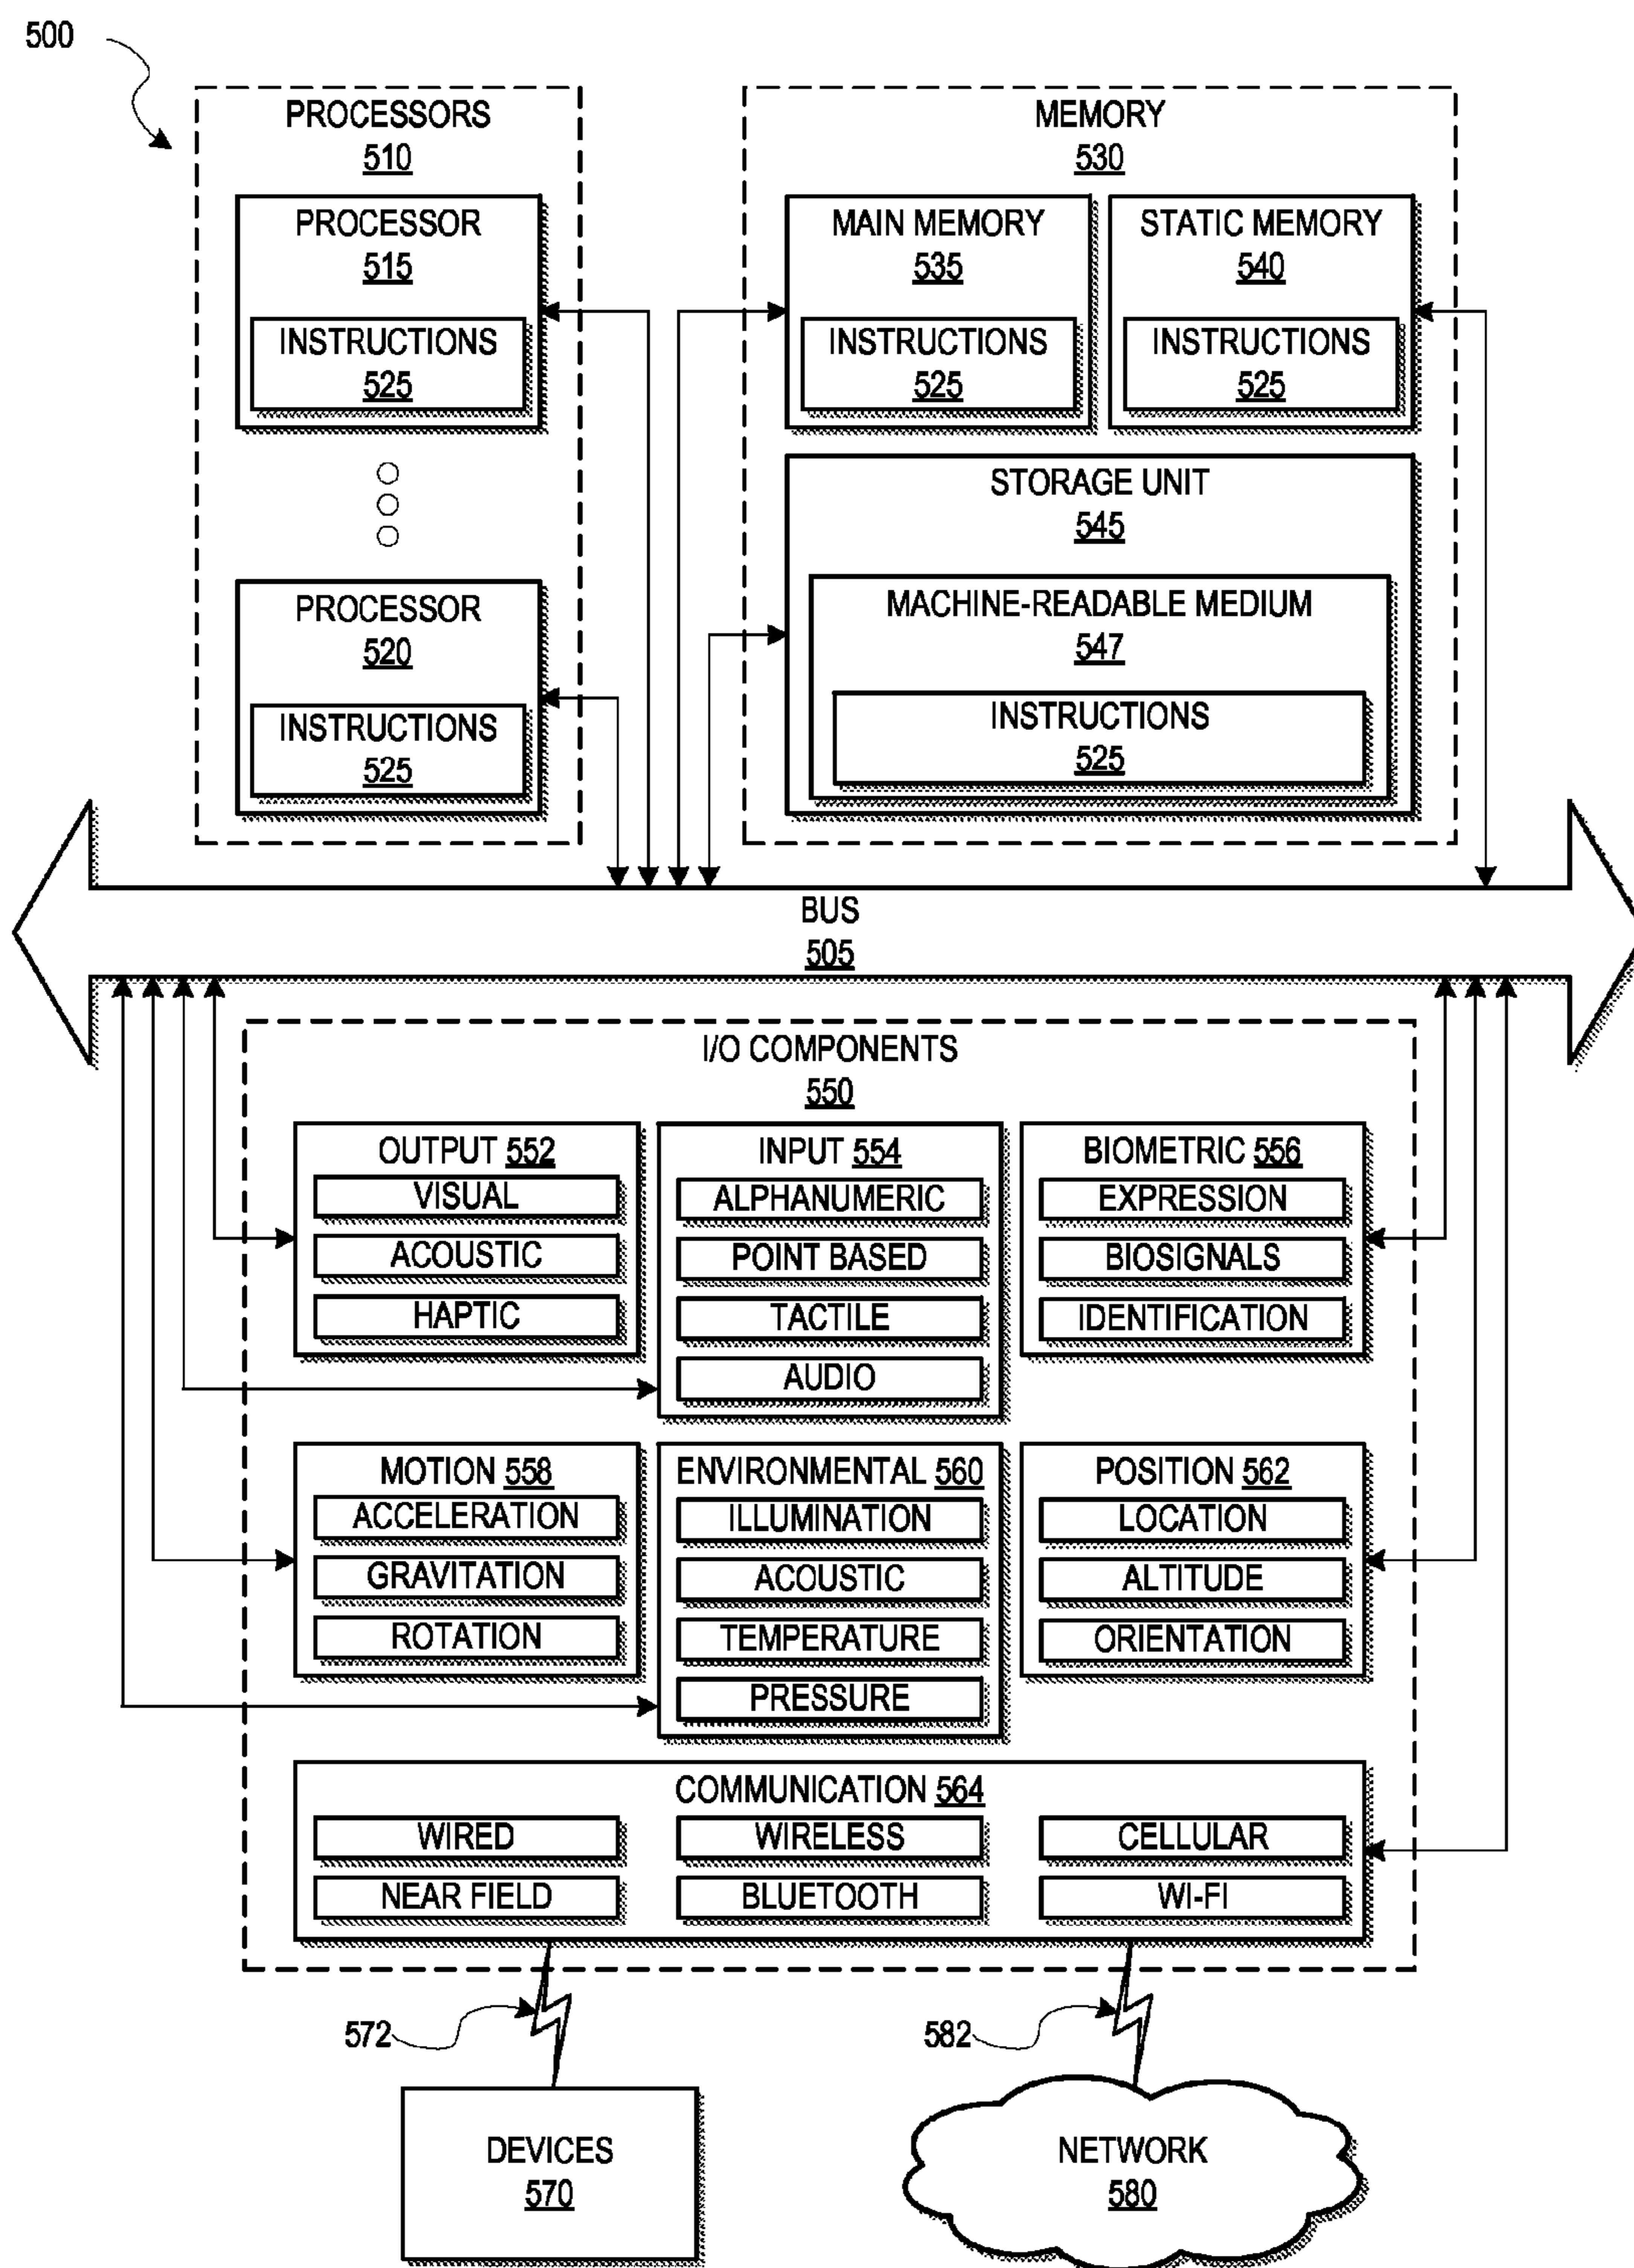 500
PROCESSORS
510
PROCESSOR
515
INSTRUCTIONS
525
PROCESSOR
520
INSTRUCTIONS
525
MEMORY
530
MAIN MEMORY
535
INSTRUCTIONS
525
STATIC MEMORY
540
INSTRUCTIONS
525
STORAGE UNIT
545
MACHINE-READABLE MEDIUM
547
INSTRUCTIONS
525
BUS
505
I/O COMPONENTS
550
OUTPUT 552
VISUAL
ACOUSTIC
HAPTIC
INPUT 554
ALPHANUMERIC
POINT BASED
TACTILE
AUDIO
BIOMETRIC 556
EXPRESSION
BIOSIGNALS
IDENTIFICATION
MOTION 558
ACCELERATION
GRAVITATION
ROTATION
ENVIRONMENTAL 560
ILLUMINATION
ACOUSTIC
TEMPERATURE
PRESSURE
POSITION 562
LOCATION
ALTITUDE
ORIENTATION
COMMUNICATION 564
WIRED
WIRELESS
CELLULAR
NEAR FIELD
BLUETOOTH
WI-FI
572
582
DEVICES
570
NETWORK
580